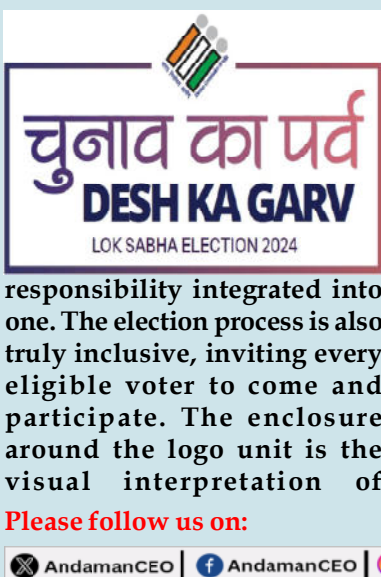 चुनाव का पर्व
DESH KA GARV
LOK SABHA ELECTION 2024
responsibility integrated into
one. The election process is also
truly inclusive, inviting every
eligible voter to come and
participate. The enclosure
around the logo unit is the
visual interpretation of
Please follow us on:
AndamanCEO AndamanCEO